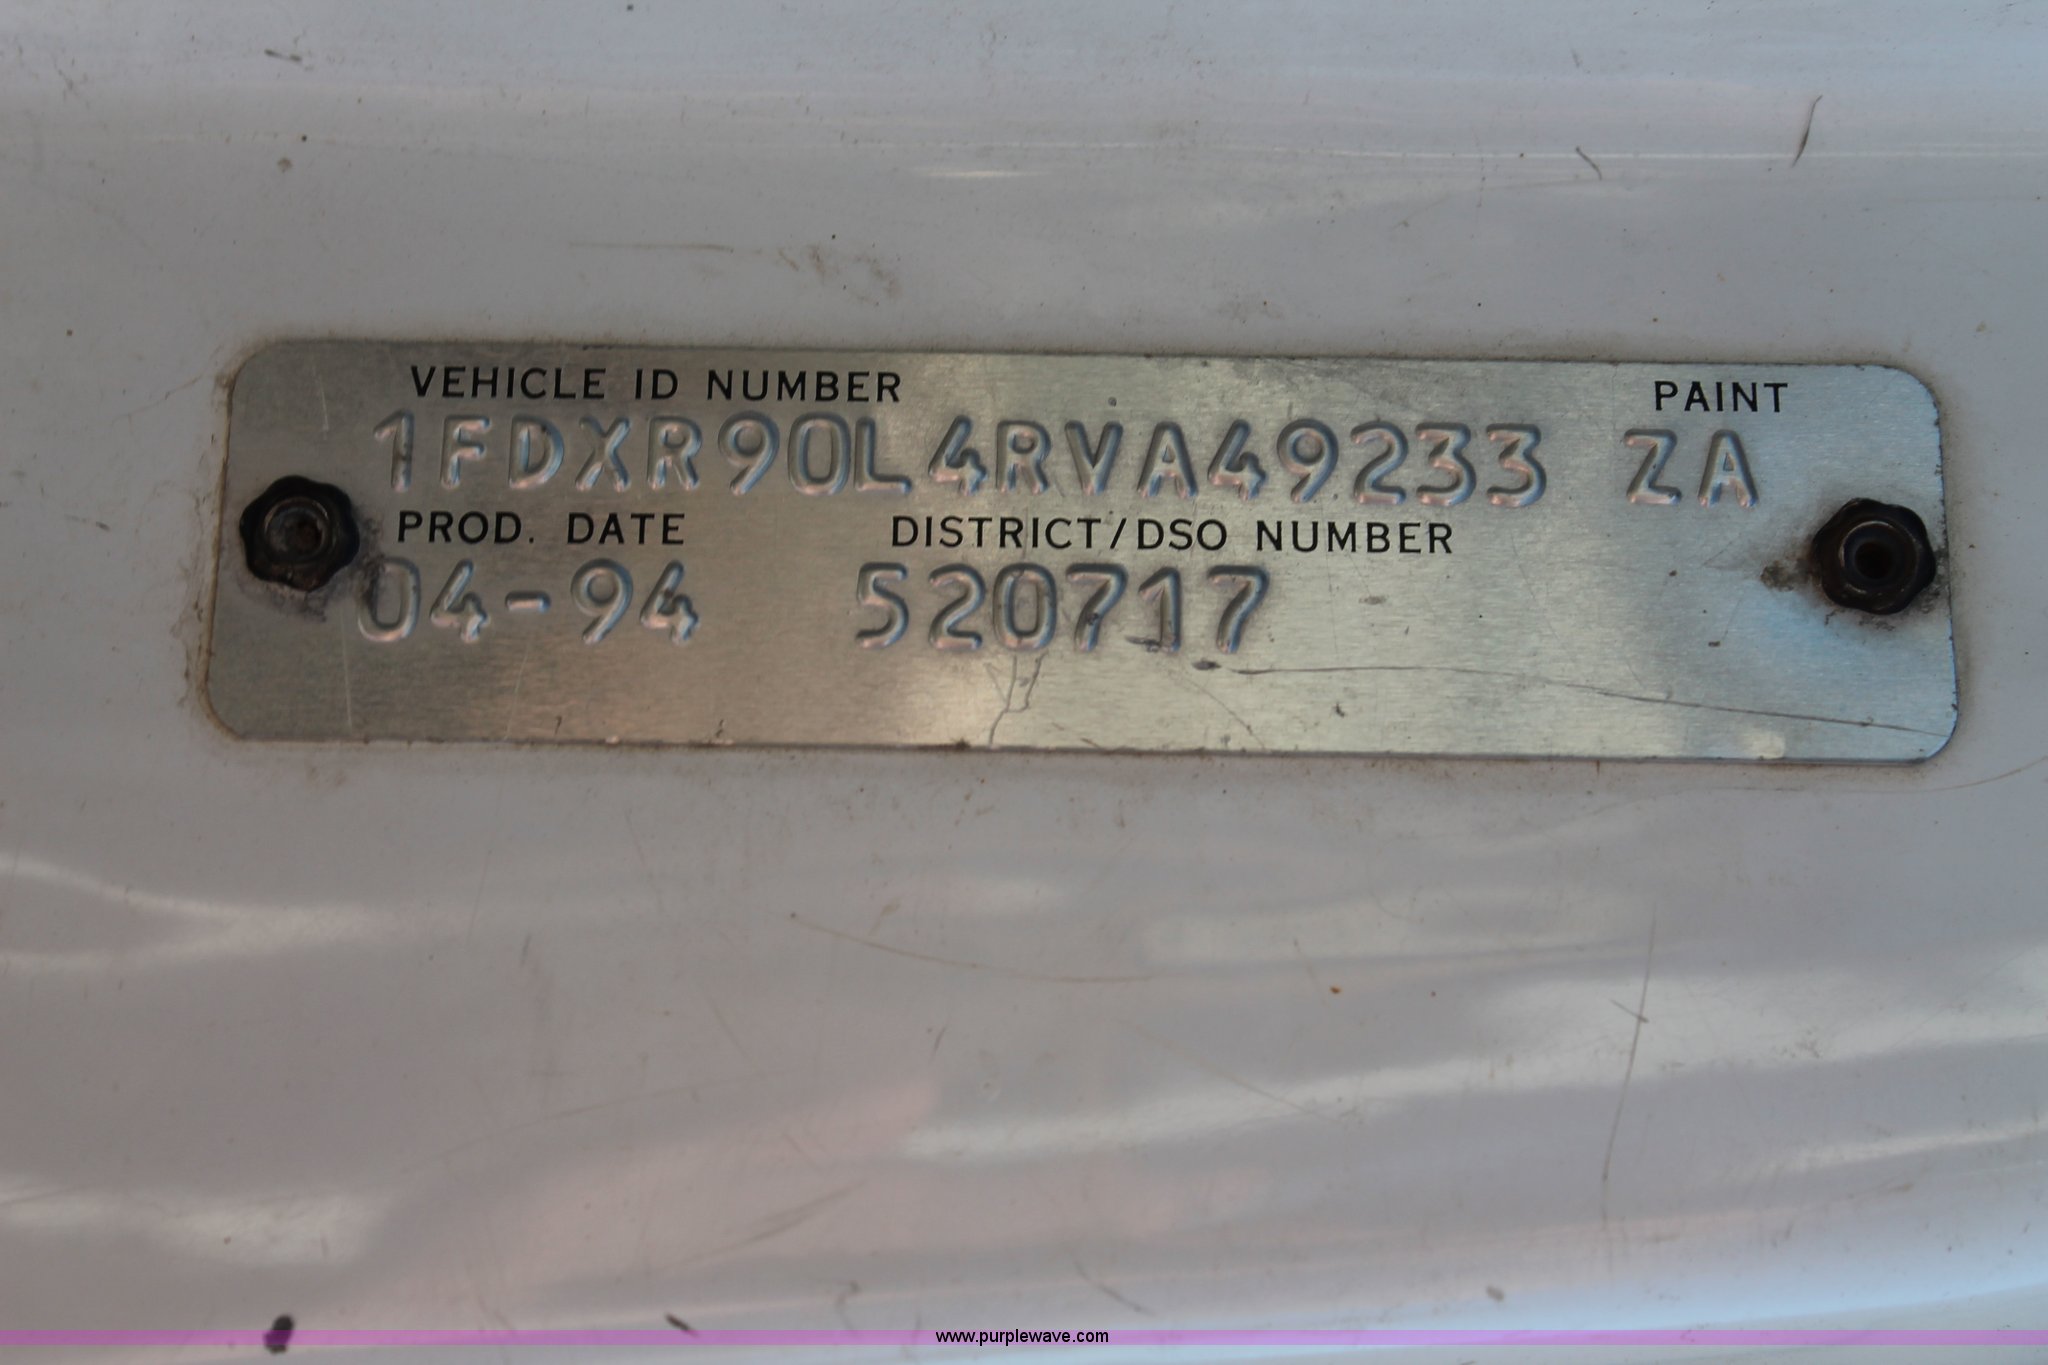 VEHICLE ID NUMBER PAINT
1FDXR90L4RVA49233 ZA
PROD. DATE DISTRICT/DSO NUMBER
04-94 520717
www.purplewave.com